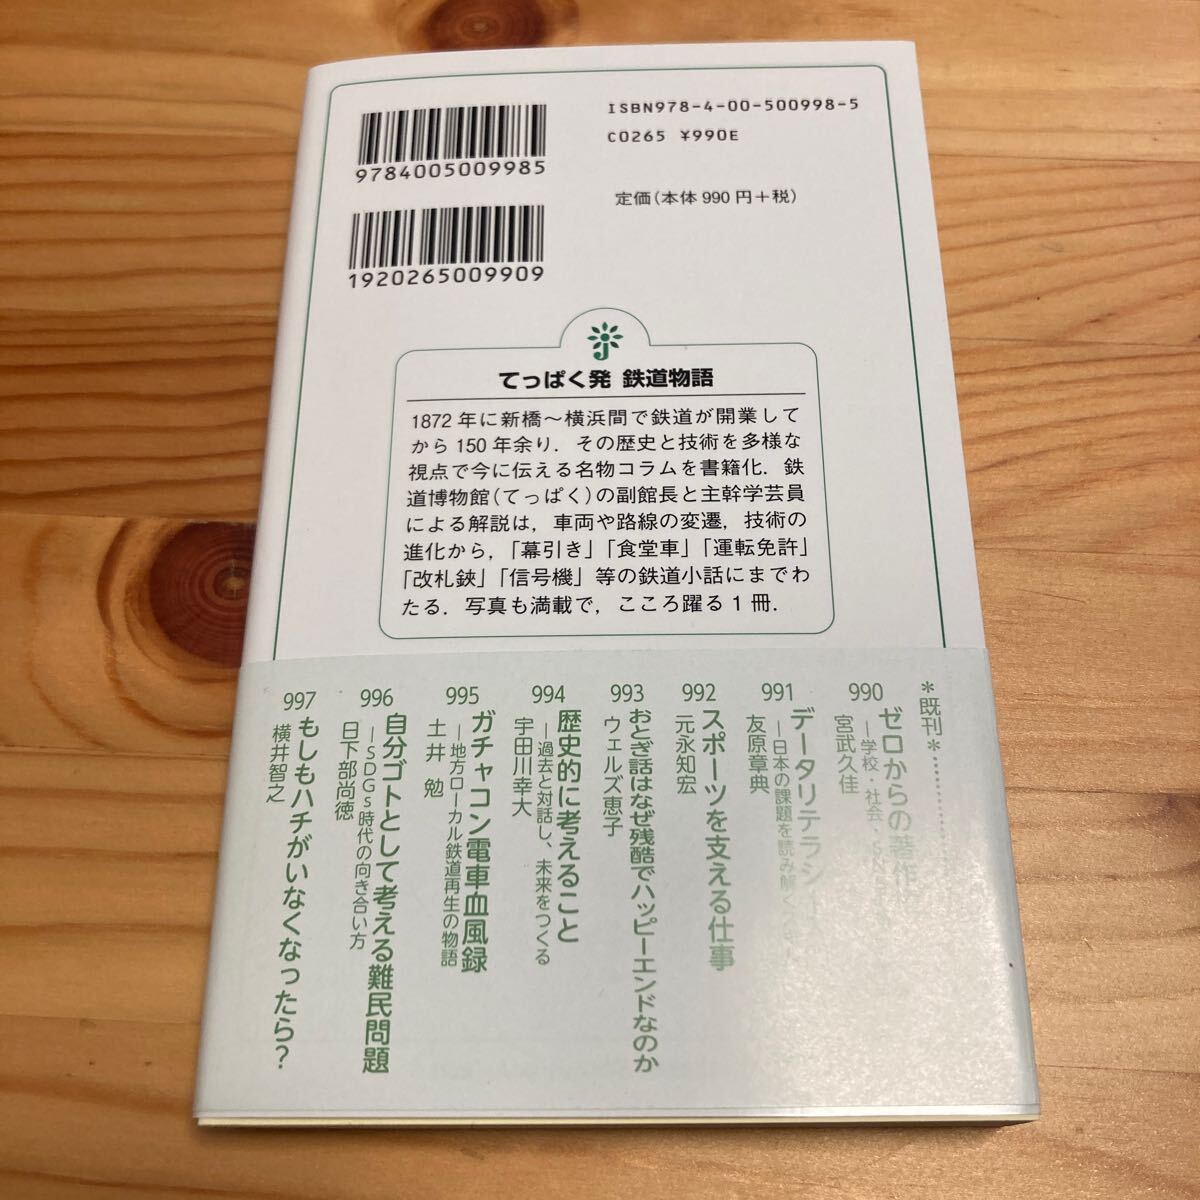 ISBN978-4-00-500998-5
C0265 ¥990E
9784005009985
定価(本体 990 円+税)
1920265009909
てっぱく発 鉄道物語
1872 年に新橋〜横浜間で鉄道が開業して
から 150 年余り．その歴史と技術を多様な
視点で今に伝える名物コラムを書籍化．鉄
道博物館(てっぱく)の副館長と主幹学芸員
による解説は，車両や路線の変遷，技術の
進化から，「幕引き」「食堂車」「運転免許」
「改札鋏」「信号機」等の鉄道小話にまでわ
たる．写真も満載で，こころ躍る 1 冊．
＊既刊＊
990 ゼロからの著作
―学校・社会・SNS
宮武久佳
991 データリテラシー
―日本の課題を読み解く
友原章典
992 スポーツを支える仕事
元永知宏
993 おとぎ話はなぜ残酷でハッピーエンドなのか
ウェルズ恵子
994 歴史的に考えること
―過去と対話し、未来をつくる
宇田川幸大
995 ガチャコン電車血風録
―地方ローカル鉄道再生の物語
土井 勉
996 自分ゴトとして考える難民問題
―SDGs時代の向き合い方
日下部尚徳
997 もしもハチがいなくなったら?
横井智之